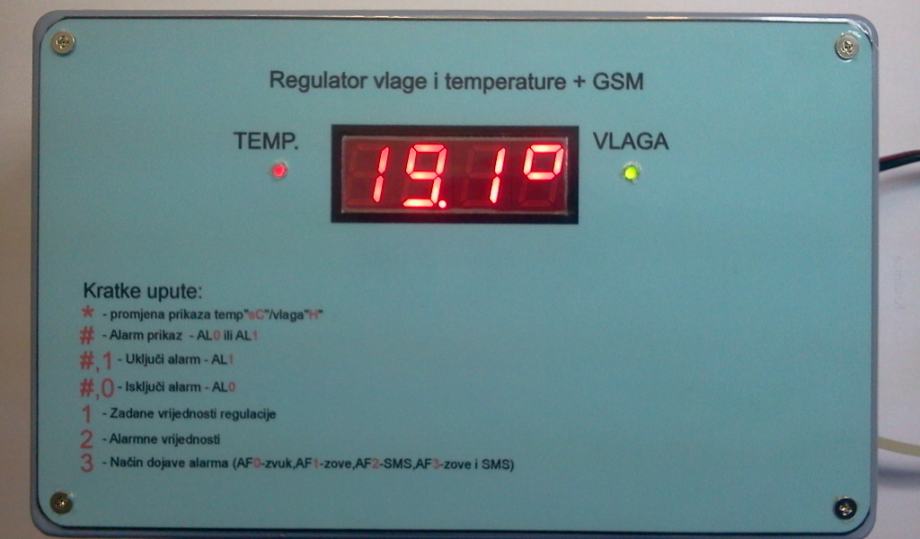 Regulator vlage i temperature + GSM
TEMP.
19.1°
VLAGA
Kratke upute:
* - promjena prikaza temp"oC"/vlaga"H"
# - Alarm prikaz - AL0 ili AL1
#,1 - Uključi alarm - AL1
#,0 - Isključi alarm - AL0
1 - Zadane vrijednosti regulacije
2 - Alarmne vrijednosti
3 - Način dojave alarma (AF0-zvuk,AF1-zove,AF2-SMS,AF3-zove i SMS)